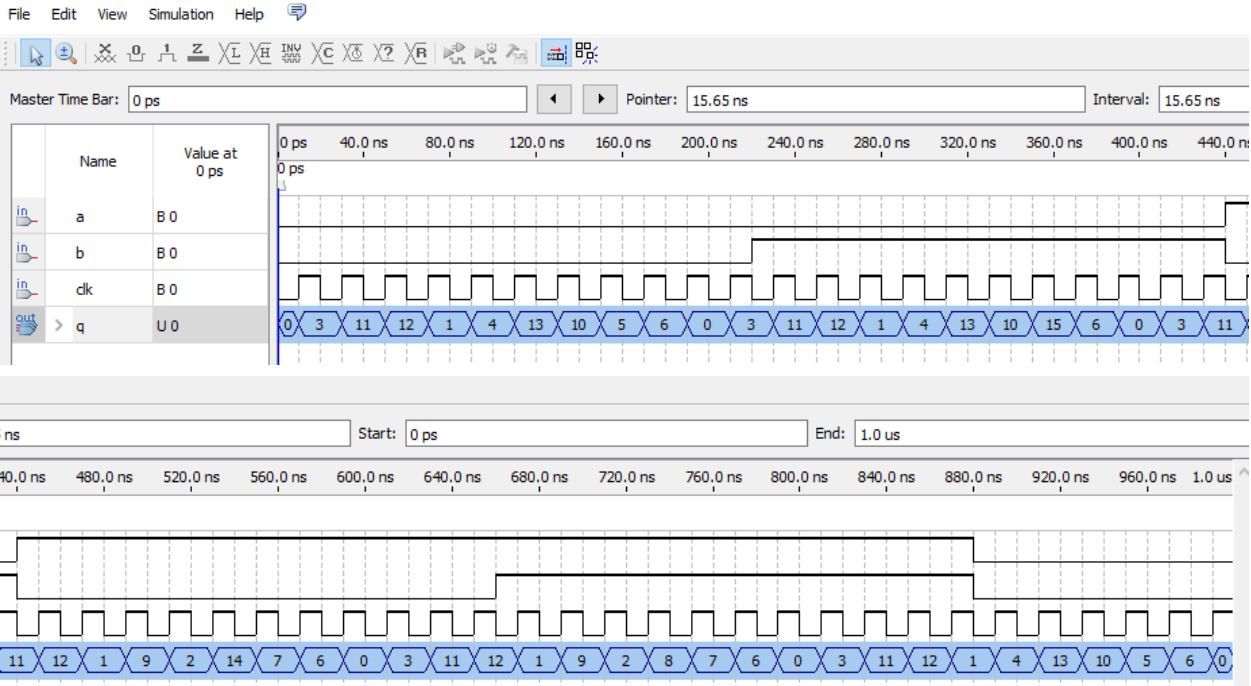 File Edit View Simulation Help
X 0 1 Z L H INV C ? R
Master Time Bar: 0 ps Pointer: 15.65 ns Interval: 15.65 ns
0 ps 40.0 ns 80.0 ns 120.0 ns 160.0 ns 200.0 ns 240.0 ns 280.0 ns 320.0 ns 360.0 ns 400.0 ns 440.0 ns
Name Value at
0 ps
0 ps
in a B 0
in b B 0
in clk B 0
out > q U 0 0 3 11 12 1 4 13 10 5 6 0 3 11 12 1 4 13 10 15 6 0 3 11
ns Start: 0 ps End: 1.0 us
40.0 ns 480.0 ns 520.0 ns 560.0 ns 600.0 ns 640.0 ns 680.0 ns 720.0 ns 760.0 ns 800.0 ns 840.0 ns 880.0 ns 920.0 ns 960.0 ns 1.0 us
11 12 1 9 2 14 7 6 0 3 11 12 1 9 2 8 7 6 0 3 11 12 1 4 13 10 5 6 0